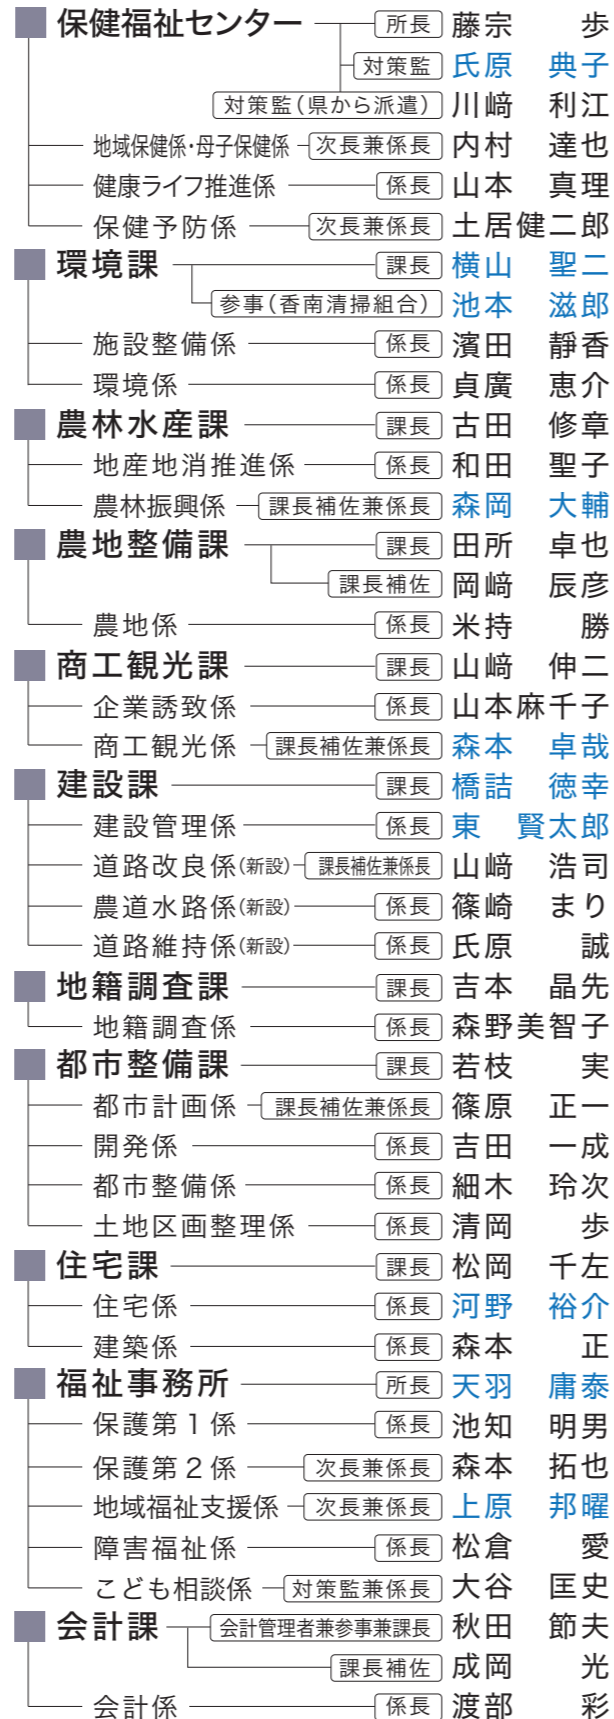 保健福祉センター 所長 藤宗 歩
対策監 氏原 典子
対策監(県から派遣) 川﨑 利江
地域保健係・母子保健係 次長兼係長 内村 達也
健康ライフ推進係 係長 山本 真理
保健予防係 次長兼係長 土居健二郎
環境課 課長 横山 聖二
参事(香南清掃組合) 池本 滋郎
施設整備係 係長 濱田 靜香
環境係 係長 貞廣 恵介
農林水産課 課長 古田 修章
地産地消推進係 係長 和田 聖子
農林振興係 課長補佐兼係長 森岡 大輔
農地整備課 課長 田所 卓也
課長補佐 岡﨑 辰彦
農地係 係長 米持 勝
商工観光課 課長 山﨑 伸二
企業誘致係 係長 山本麻千子
商工観光係 課長補佐兼係長 森本 卓哉
建設課 課長 橋詰 徳幸
建設管理係 係長 東 賢太郎
道路改良係(新設) 課長補佐兼係長 山﨑 浩司
農道水路係(新設) 係長 篠崎 まり
道路維持係(新設) 係長 氏原 誠
地籍調査課 課長 吉本 晶先
地籍調査係 係長 森野美智子
都市整備課 課長 若枝 実
都市計画係 課長補佐兼係長 篠原 正一
開発係 係長 吉田 一成
都市整備係 係長 細木 玲次
土地区画整理係 係長 清岡 歩
住宅課 課長 松岡 千左
住宅係 係長 河野 裕介
建築係 係長 森本 正
福祉事務所 所長 天羽 庸泰
保護第1係 係長 池知 明男
保護第2係 次長兼係長 森本 拓也
地域福祉支援係 次長兼係長 上原 邦曜
障害福祉係 係長 松倉 愛
こども相談係 対策監兼係長 大谷 匡史
会計課 会計管理者兼参事兼課長 秋田 節夫
課長補佐 成岡 光
会計係 係長 渡部 彩